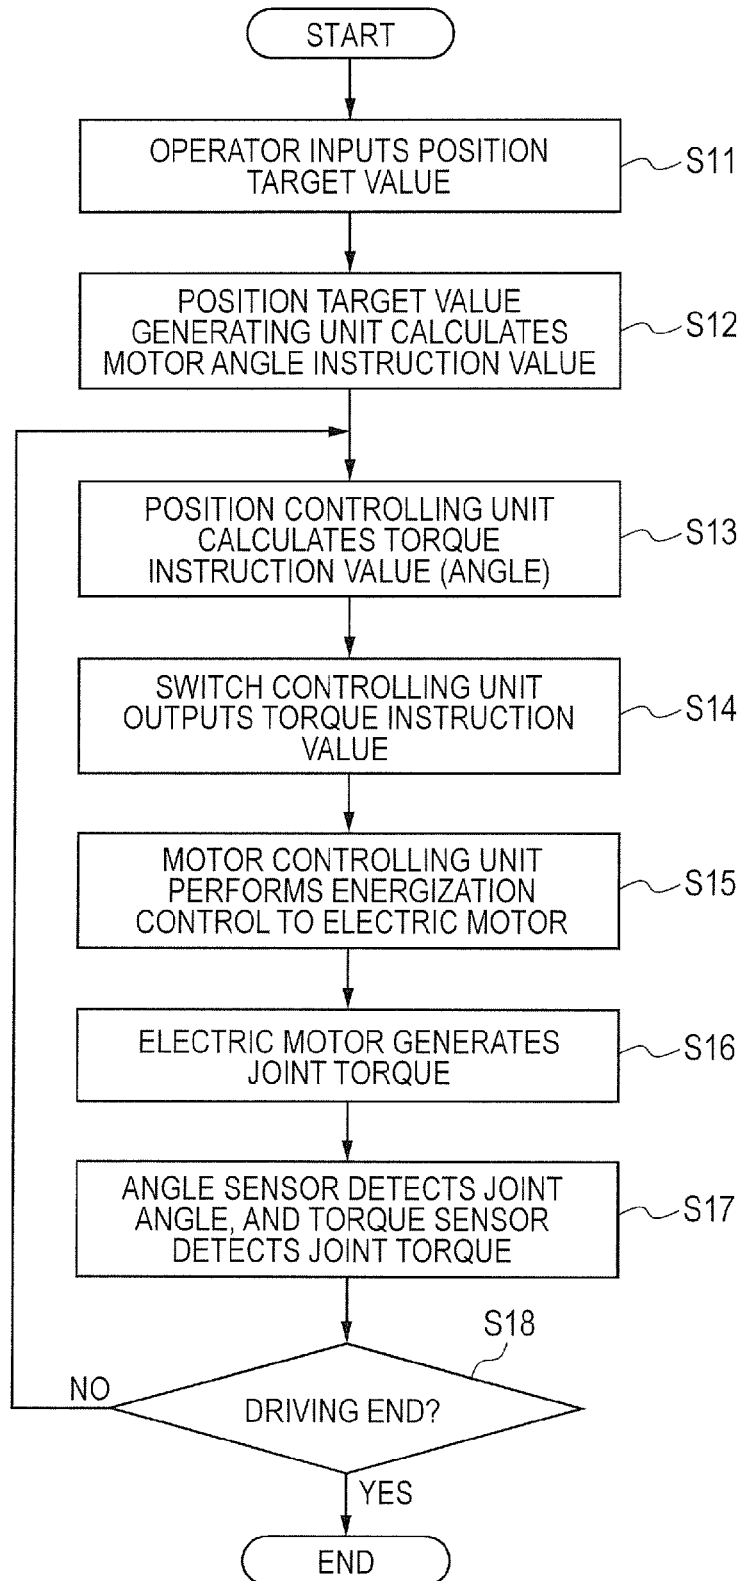 START
OPERATOR INPUTS POSITION
TARGET VALUE
S11
POSITION TARGET VALUE
GENERATING UNIT CALCULATES
MOTOR ANGLE INSTRUCTION VALUE
S12
POSITION CONTROLLING UNIT
CALCULATES TORQUE
INSTRUCTION VALUE (ANGLE)
S13
SWITCH CONTROLLING UNIT
OUTPUTS TORQUE INSTRUCTION
VALUE
S14
MOTOR CONTROLLING UNIT
PERFORMS ENERGIZATION
CONTROL TO ELECTRIC MOTOR
S15
ELECTRIC MOTOR GENERATES
JOINT TORQUE
S16
ANGLE SENSOR DETECTS JOINT
ANGLE, AND TORQUE SENSOR
DETECTS JOINT TORQUE
S17
S18
NO
DRIVING END?
YES
END